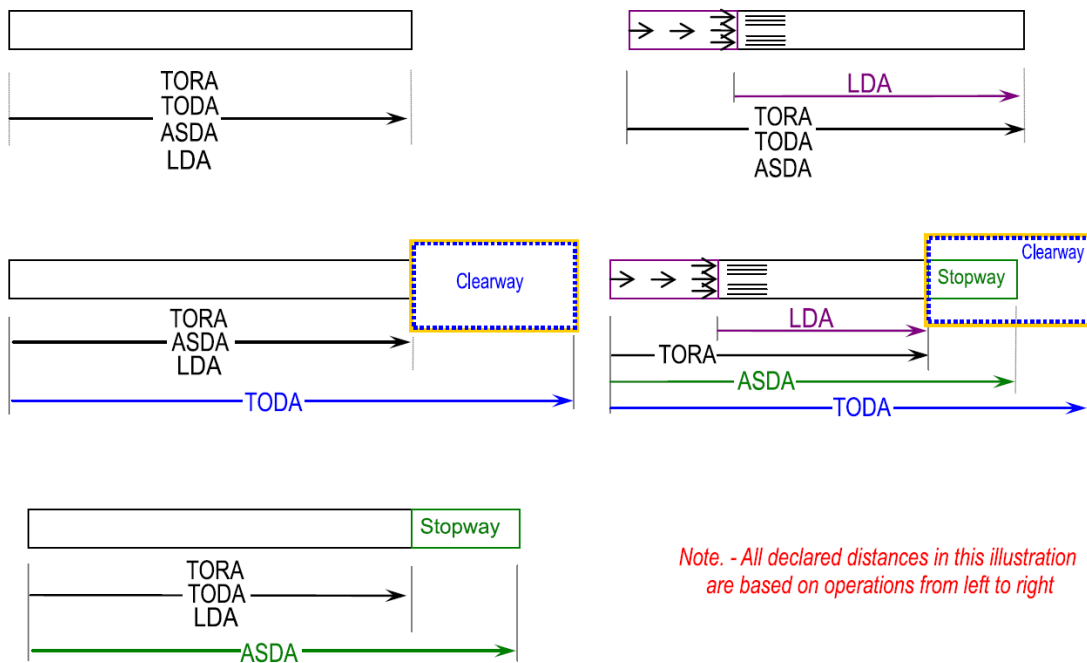 TORA
TODA
ASDA
LDA
LDA
TORA
TODA
ASDA
Clearway
TORA
ASDA
LDA
TODA
Clearway
Stopway
LDA
TORA
ASDA
TODA
Stopway
TORA
TODA
LDA
ASDA
Note. - All declared distances in this illustration
are based on operations from left to right